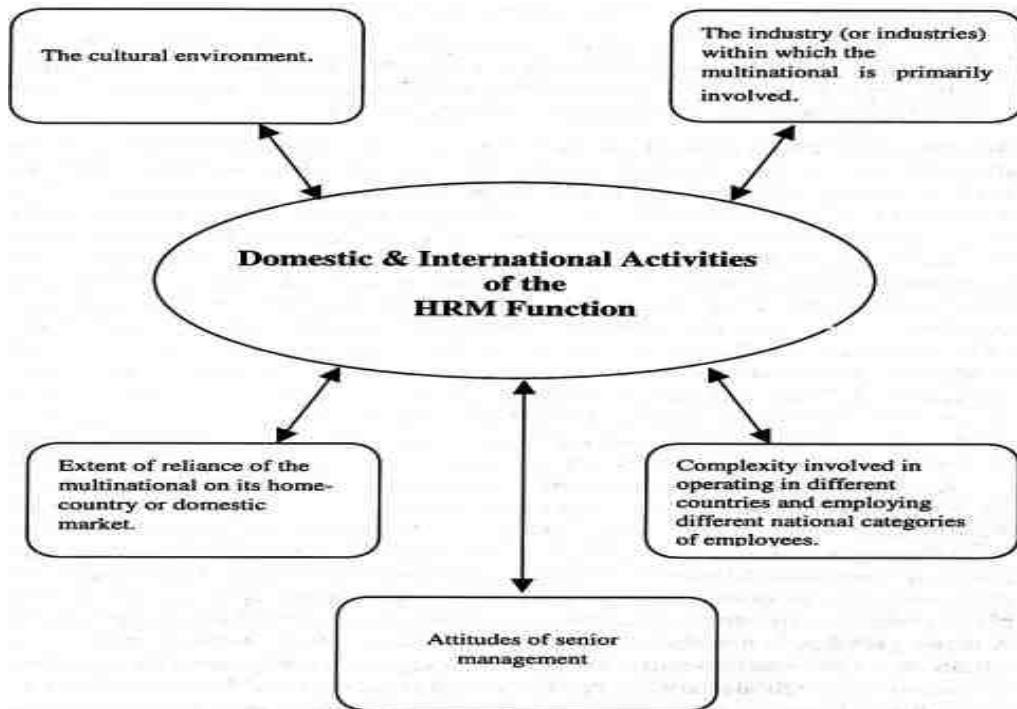 The cultural environment.
The industry (or industries)
within which the
multinational is primarily
involved.
Domestic & International Activities
of the
HRM Function
Extent of reliance of the
multinational on its home-
country or domestic
market.
Complexity involved in
operating in different
countries and employing
different national categories
of employees.
Attitudes of senior
management